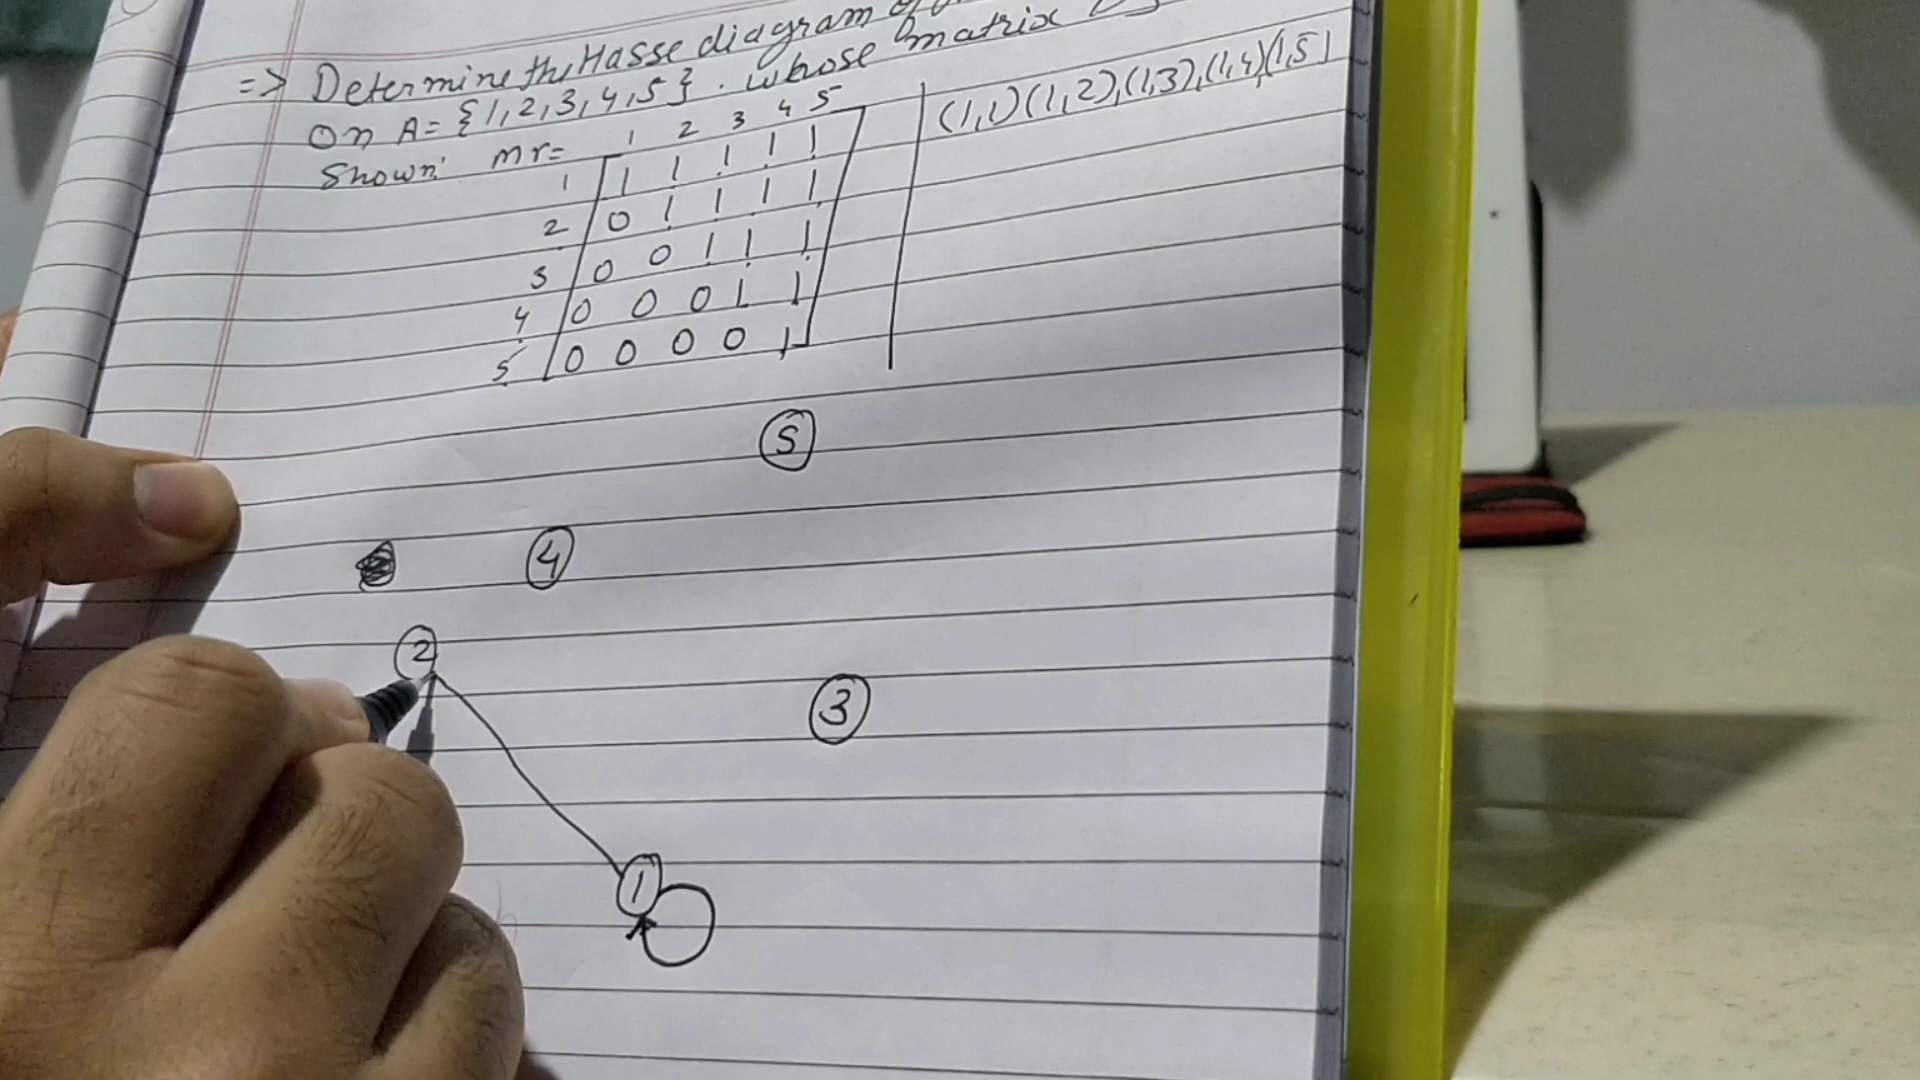 => Determine the Hasse diagram of
On A = {1,2,3,4,5}. whose matrix
Shown: mr=
1 2 3 4 5
1 1 1 1 1 1
2 0 1 1 1 1
3 0 0 1 1 1
4 0 0 0 1 1
5 0 0 0 0 1
(1,1)(1,2),(1,3),(1,4)(1,5)
5
4
2
3
1